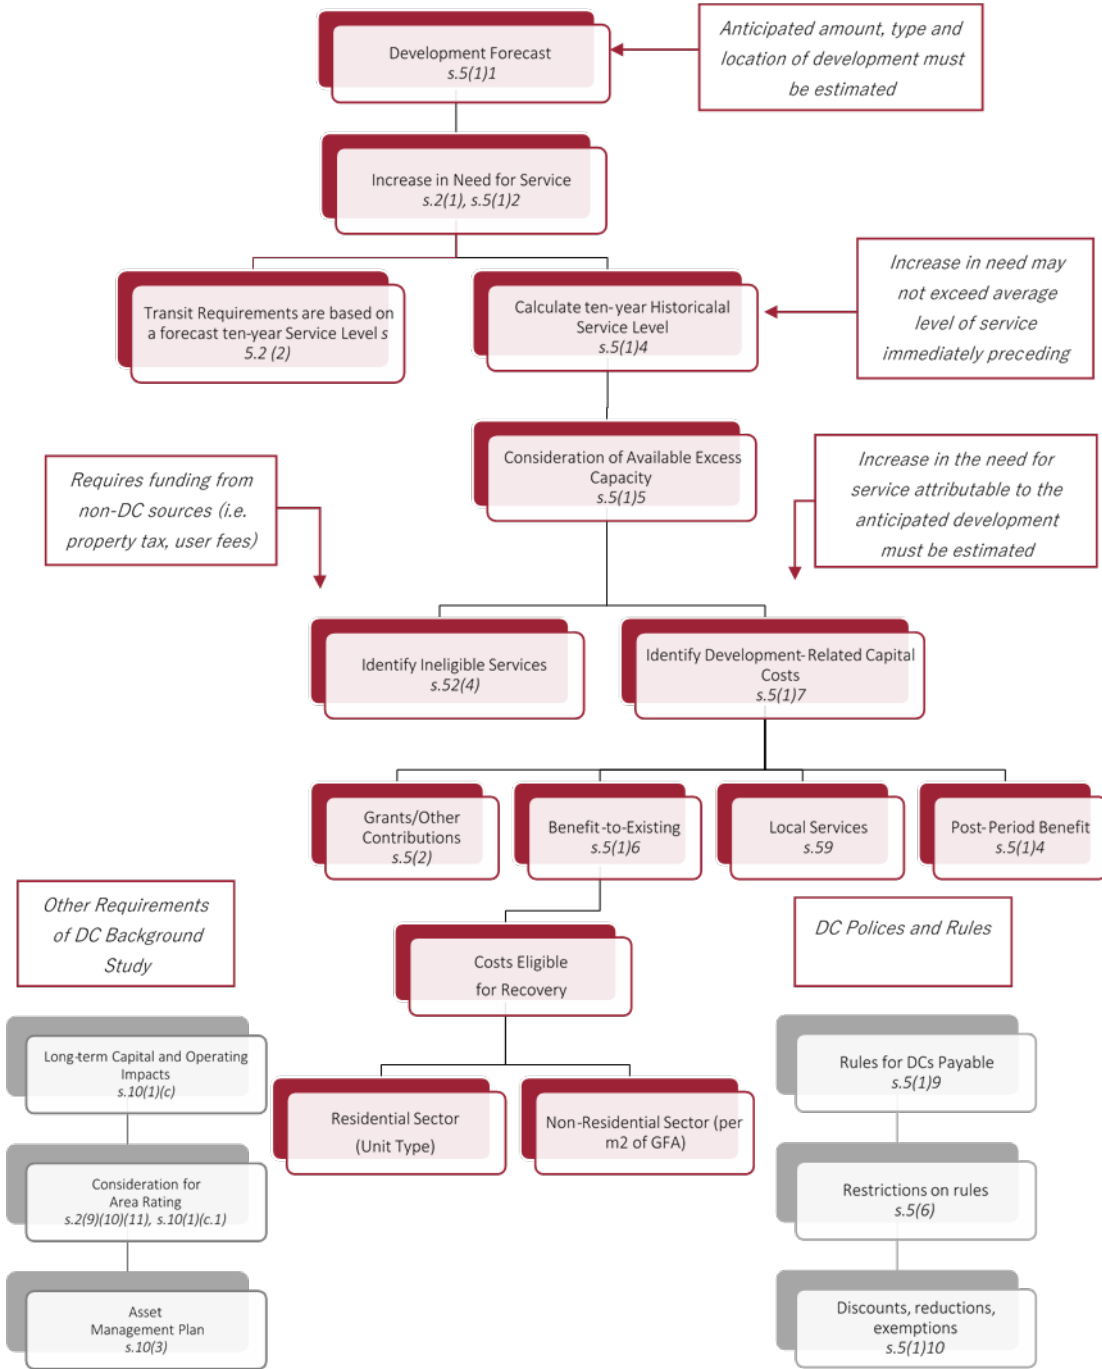 Development Forecast
s.5(1)1
Anticipated amount, type and
location of development must
be estimated
Increase in Need for Service
s.2(1), s.5(1)2
Transit Requirements are based on
a forecast ten-year Service Level s
5.2 (2)
Calculate ten-year Historicalal
Service Level
s.5(1)4
Increase in need may
not exceed average
level of service
immediately preceding
Consideration of Available Excess
Capacity
s.5(1)5
Requires funding from
non-DC sources (i.e.
property tax, user fees)
Increase in the need for
service attributable to the
anticipated development
must be estimated
Identify Ineligible Services
s.52(4)
Identify Development-Related Capital
Costs
s.5(1)7
Grants/Other
Contributions
s.5(2)
Benefit-to-Existing
s.5(1)6
Local Services
s.59
Post-Period Benefit
s.5(1)4
Other Requirements
of DC Background
Study
DC Polices and Rules
Costs Eligible
for Recovery
Long-term Capital and Operating
Impacts
s.10(1)(c)
Residential Sector
(Unit Type)
Non-Residential Sector (per
m2 of GFA)
Rules for DCs Payable
s.5(1)9
Consideration for
Area Rating
s.2(9)(10)(11), s.10(1)(c.1)
Restrictions on rules
s.5(6)
Asset
Management Plan
s.10(3)
Discounts, reductions,
exemptions
s.5(1)10